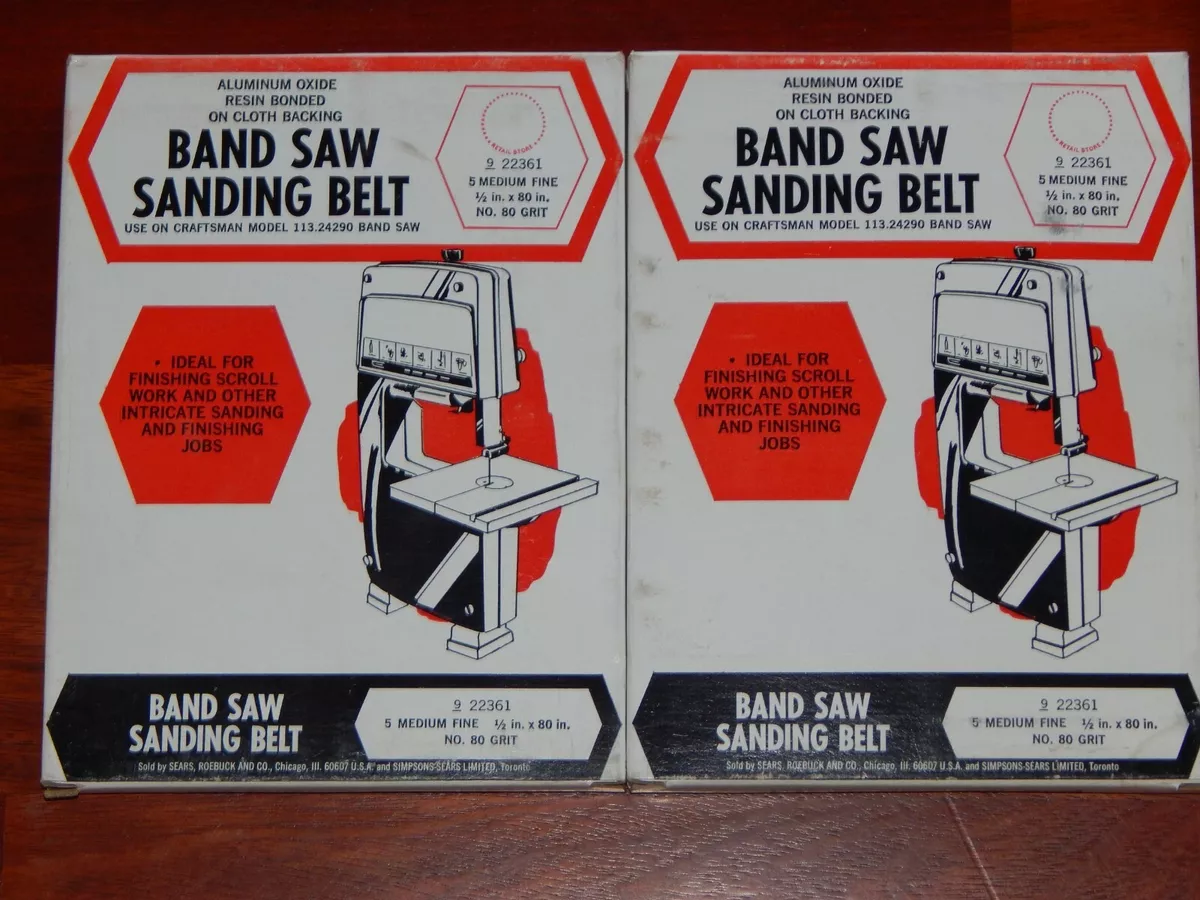 ALUMINUM OXIDE
RESIN BONDED
ON CLOTH BACKING
BAND SAW
SANDING BELT
USE ON CRAFTSMAN MODEL 113.24290 BAND SAW
RETAIL STORE
9 22361
5 MEDIUM FINE
½ in. x 80 in.
NO. 80 GRIT
• IDEAL FOR
FINISHING SCROLL
WORK AND OTHER
INTRICATE SANDING
AND FINISHING
JOBS
BAND SAW
SANDING BELT
9 22361
5 MEDIUM FINE ½ in. x 80 in.
NO. 80 GRIT
Sold by SEARS, ROEBUCK AND CO., Chicago, Ill. 60607 U.S.A. and SIMPSONS-SEARS LIMITED, Toronto
ALUMINUM OXIDE
RESIN BONDED
ON CLOTH BACKING
BAND SAW
SANDING BELT
USE ON CRAFTSMAN MODEL 113.24290 BAND SAW
RETAIL STORE
9 22361
5 MEDIUM FINE
½ in. x 80 in.
NO. 80 GRIT
• IDEAL FOR
FINISHING SCROLL
WORK AND OTHER
INTRICATE SANDING
AND FINISHING
JOBS
BAND SAW
SANDING BELT
9 22361
5 MEDIUM FINE ½ in. x 80 in.
NO. 80 GRIT
Sold by SEARS, ROEBUCK AND CO., Chicago, Ill. 60607 U.S.A. and SIMPSONS-SEARS LIMITED, Toronto